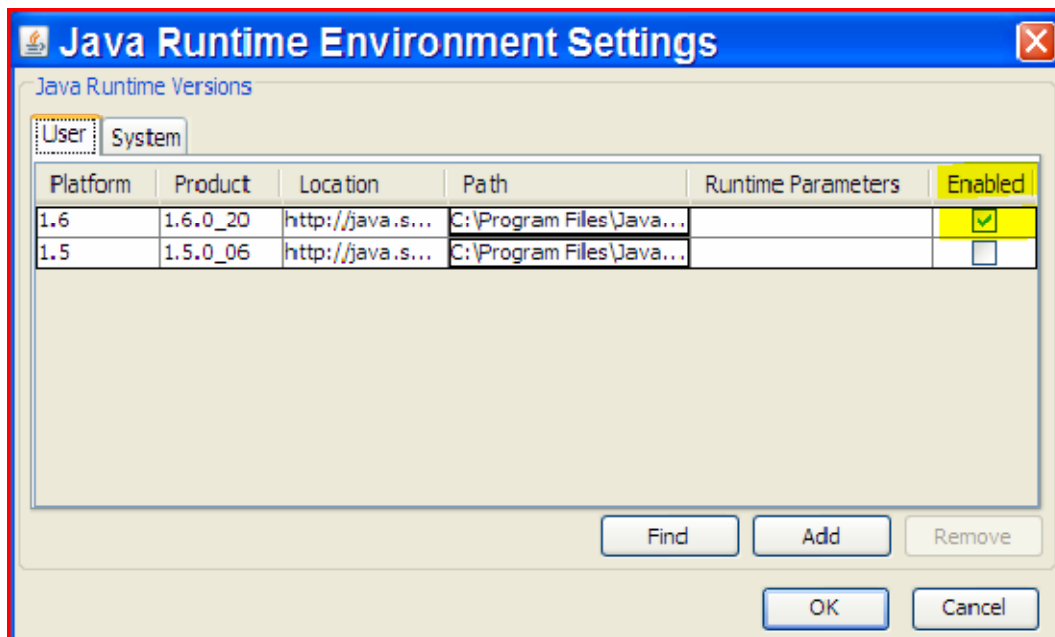 Java Runtime Environment Settings
Java Runtime Versions
User System
Platform Product Location Path Runtime Parameters Enabled
1.6 1.6.0_20 http://java.s... C:\Program Files\Java...
1.5 1.5.0_06 http://java.s... C:\Program Files\Java...
Find Add Remove
OK Cancel